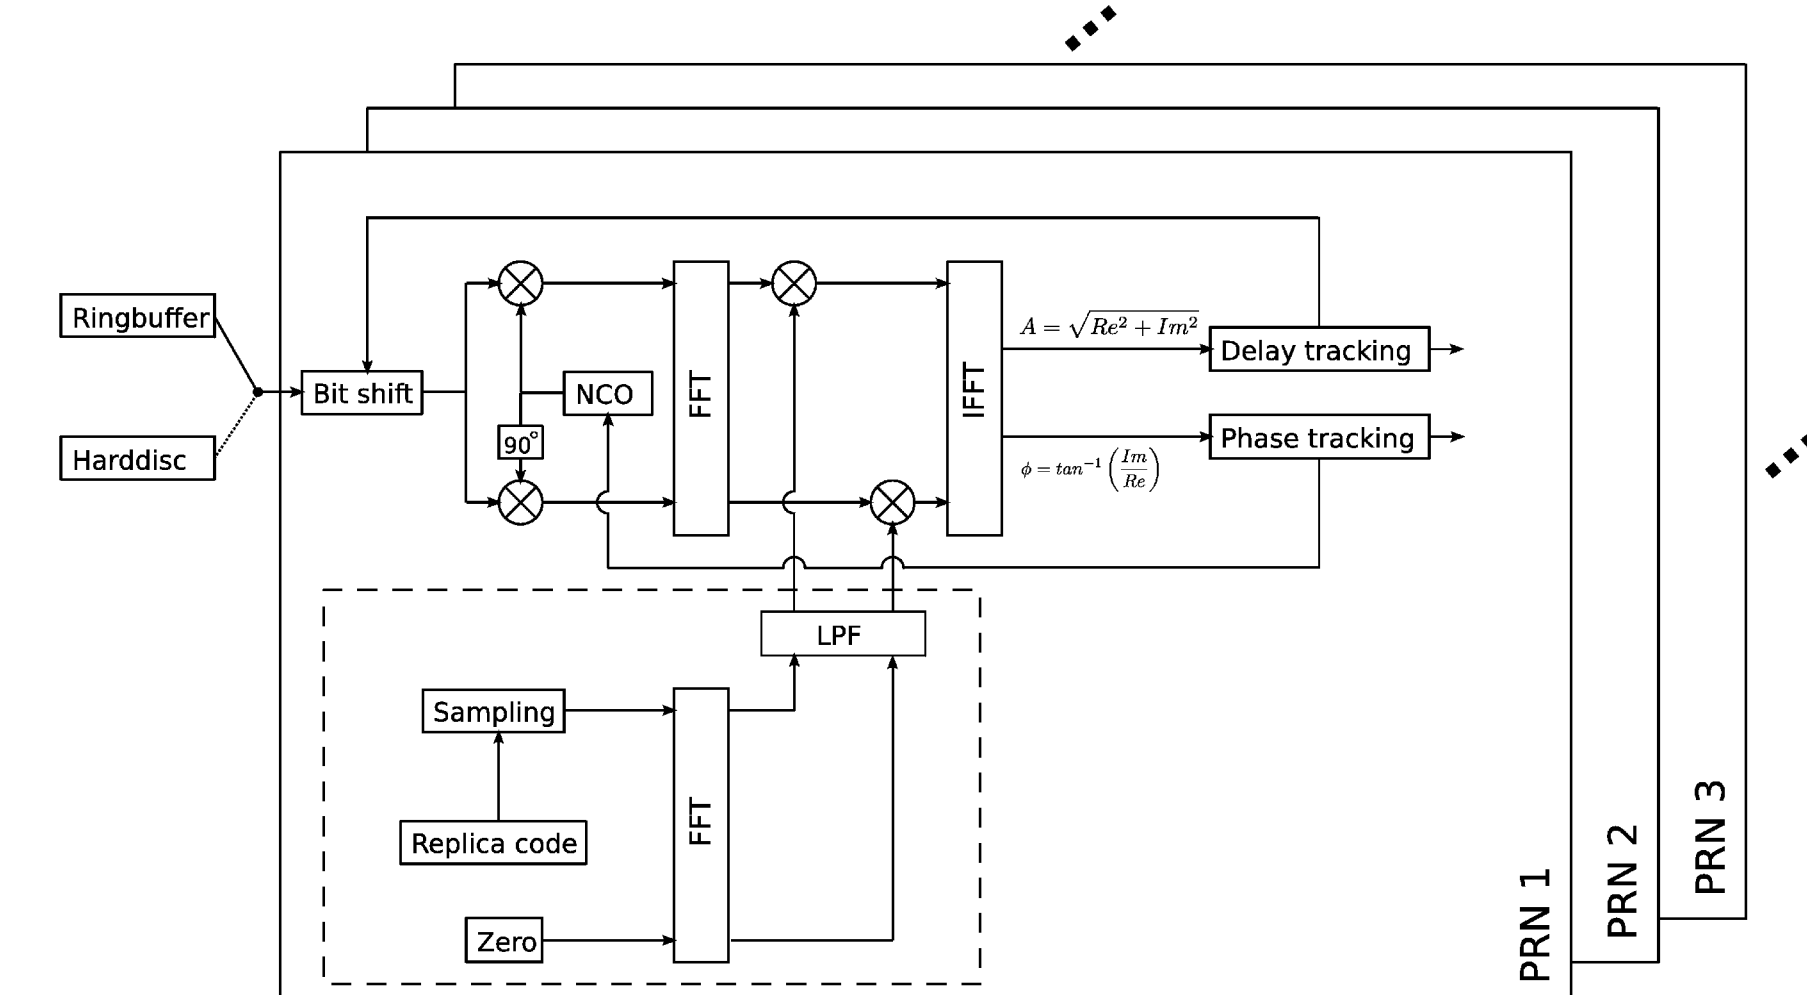 Ringbuffer
Harddisc
Bit shift
NCO
90°
FFT
IFFT
A = √(Re² + Im²)
ϕ = tan⁻¹ (Im/Re)
Delay tracking
Phase tracking
LPF
Sampling
Replica code
Zero
FFT
PRN 1
PRN 2
PRN 3